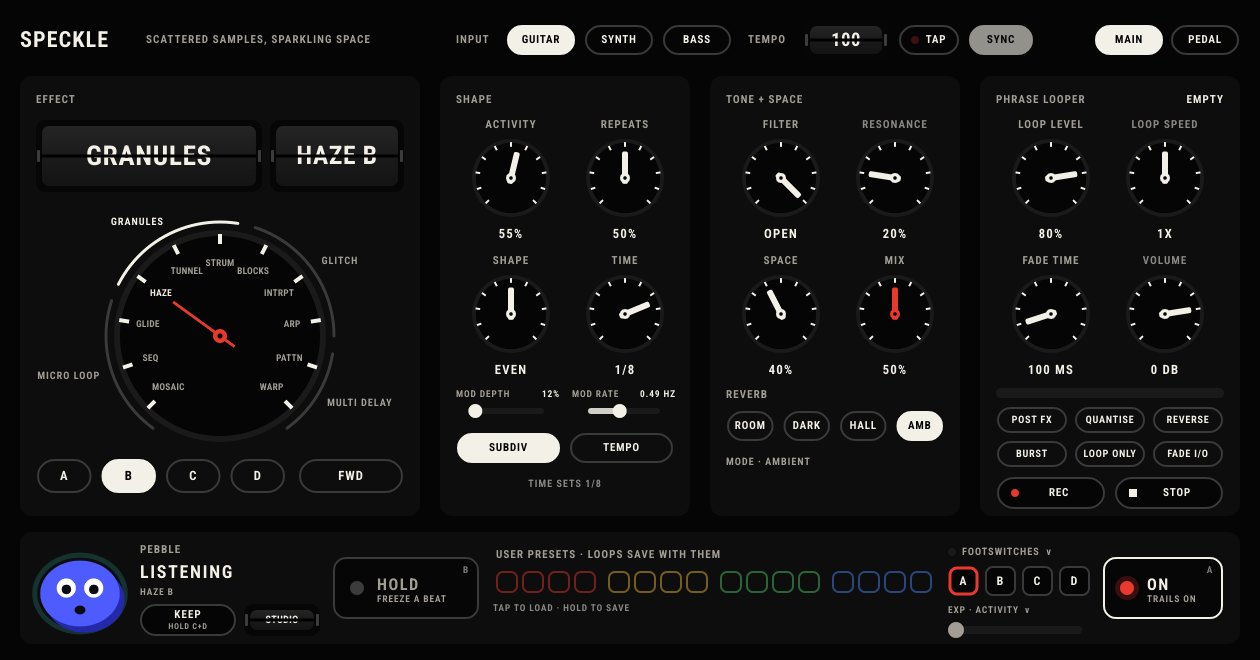 SPECKLE
SCATTERED SAMPLES, SPARKLING SPACE
INPUT
GUITAR
SYNTH
BASS
TEMPO
100
TAP
SYNC
MAIN
PEDAL
EFFECT
GRANULES
HAZE B
GRANULES
GLITCH
MICRO LOOP
MULTI DELAY
STRUM
TUNNEL
BLOCKS
HAZE
INTRPT
GLIDE
ARP
SEQ
PATTN
MOSAIC
WARP
A
B
C
D
FWD
SHAPE
ACTIVITY
REPEATS
55%
50%
SHAPE
TIME
EVEN
1/8
MOD DEPTH
12%
MOD RATE
0.49 HZ
SUBDIV
TEMPO
TIME SETS 1/8
TONE + SPACE
FILTER
RESONANCE
OPEN
20%
SPACE
MIX
40%
50%
REVERB
ROOM
DARK
HALL
AMB
MODE · AMBIENT
PHRASE LOOPER
EMPTY
LOOP LEVEL
LOOP SPEED
80%
1X
FADE TIME
VOLUME
100 MS
0 DB
POST FX
QUANTISE
REVERSE
BURST
LOOP ONLY
FADE I/O
REC
STOP
PEBBLE
LISTENING
HAZE B
KEEP
HOLD C+D
STUDIO
B
HOLD
FREEZE A BEAT
USER PRESETS · LOOPS SAVE WITH THEM
TAP TO LOAD · HOLD TO SAVE
FOOTSWITCHES ∨
A
B
C
D
EXP · ACTIVITY ∨
A
ON
TRAILS ON